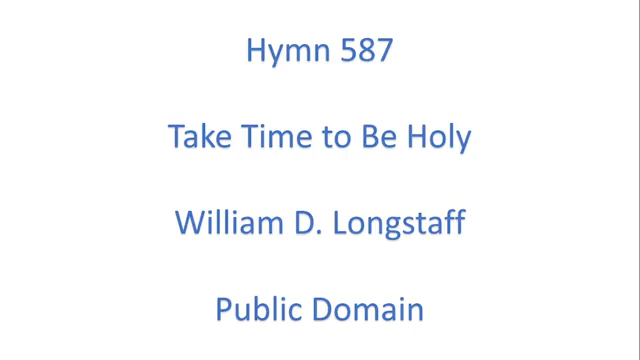 Hymn 587
Take Time to Be Holy
William D. Longstaff
Public Domain